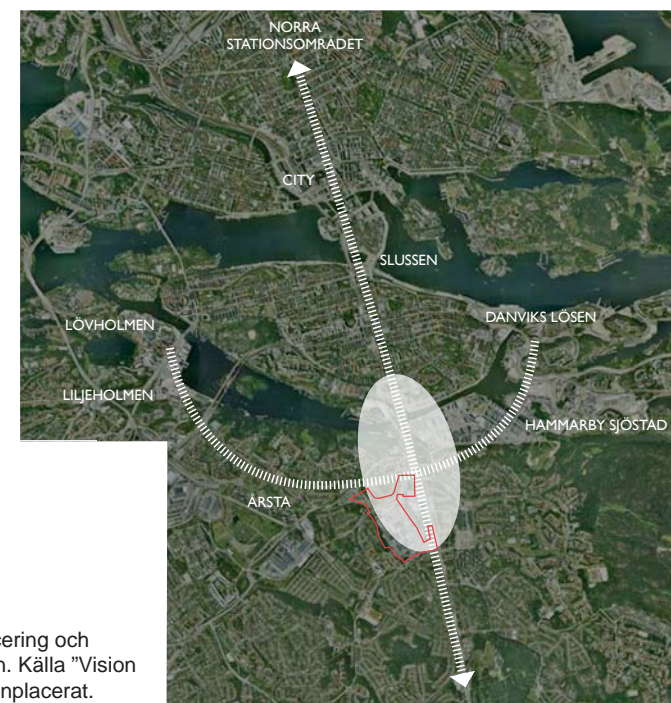 NORRA
STATIONSOMRÅDET
CITY
SLUSSEN
LÖVHOLMEN
DANVIKS LÖSEN
LILJEHOLMEN
HAMMARBY SJÖSTAD
ÅRSTA
cering och
n. Källa ”Vision
nplacerat.